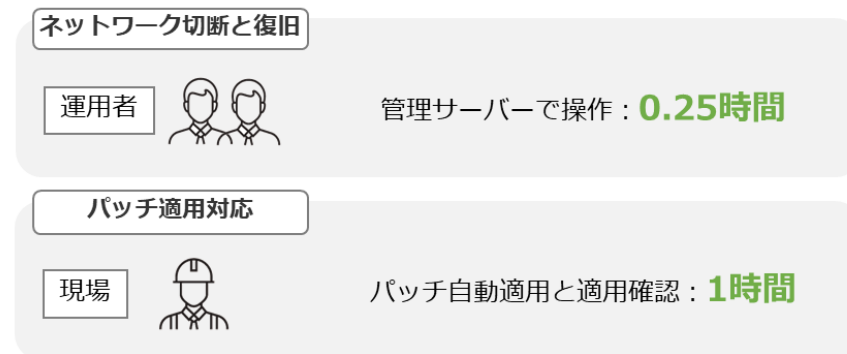 ネットワーク切断と復旧
運用者
管理サーバーで操作：0.25時間
パッチ適用対応
現場
パッチ自動適用と適用確認：1時間